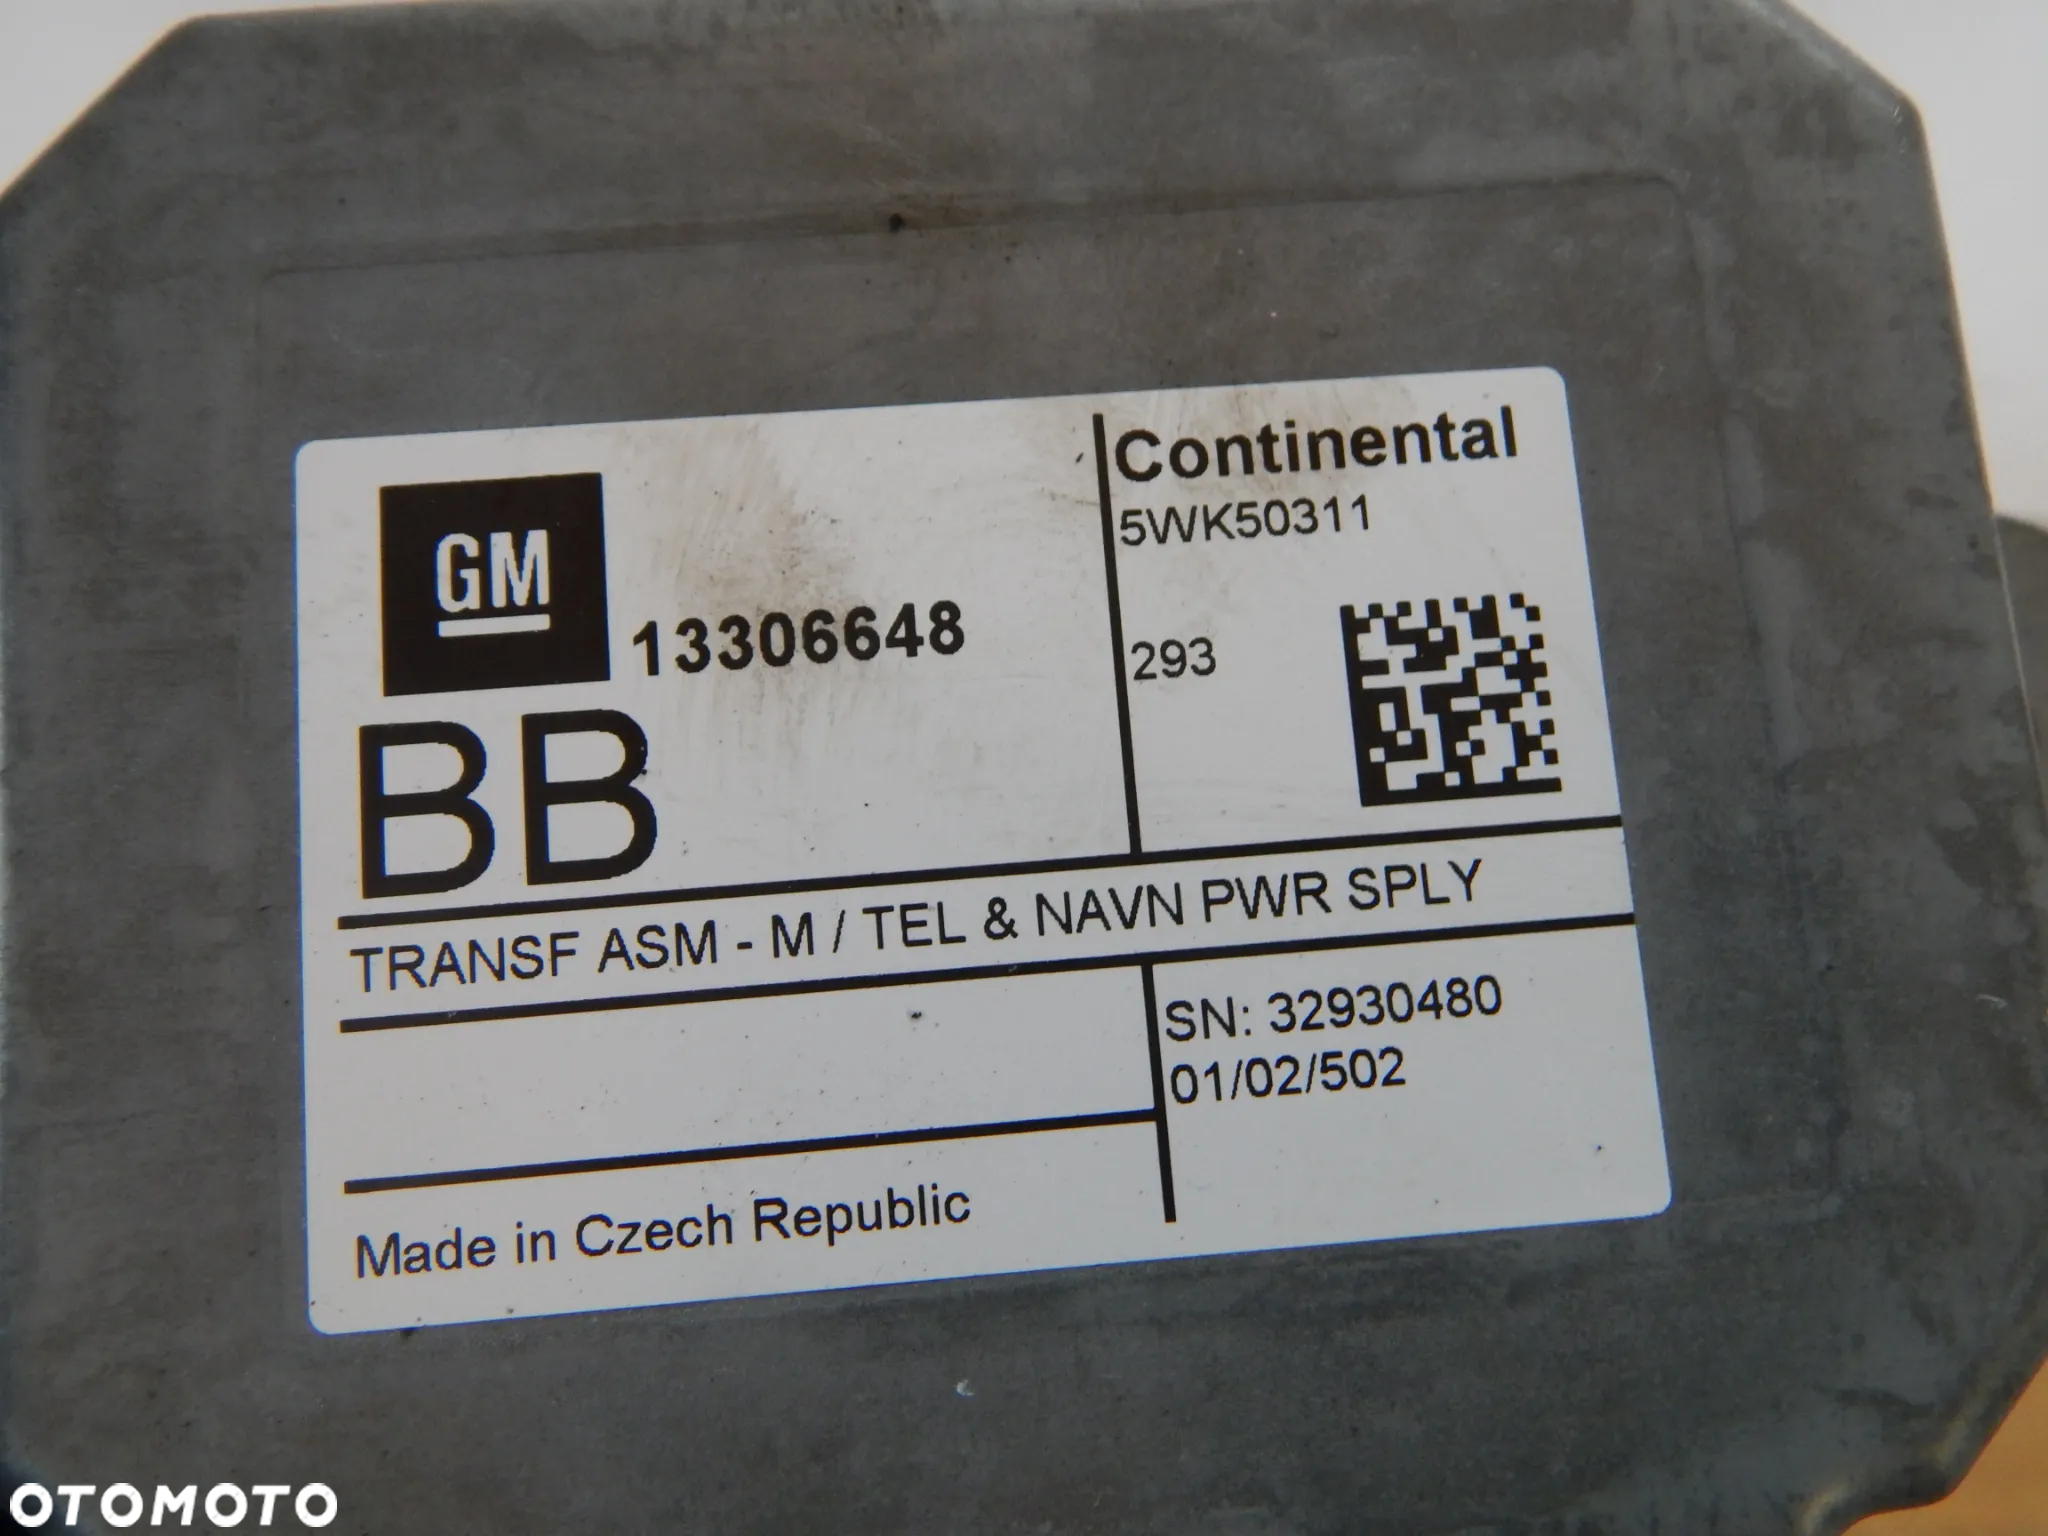 GM
13306648
BB
Continental
5WK50311
293
TRANSF ASM - M / TEL & NAVN PWR SPLY
SN: 32930480
01/02/502
Made in Czech Republic
OTOMOTO